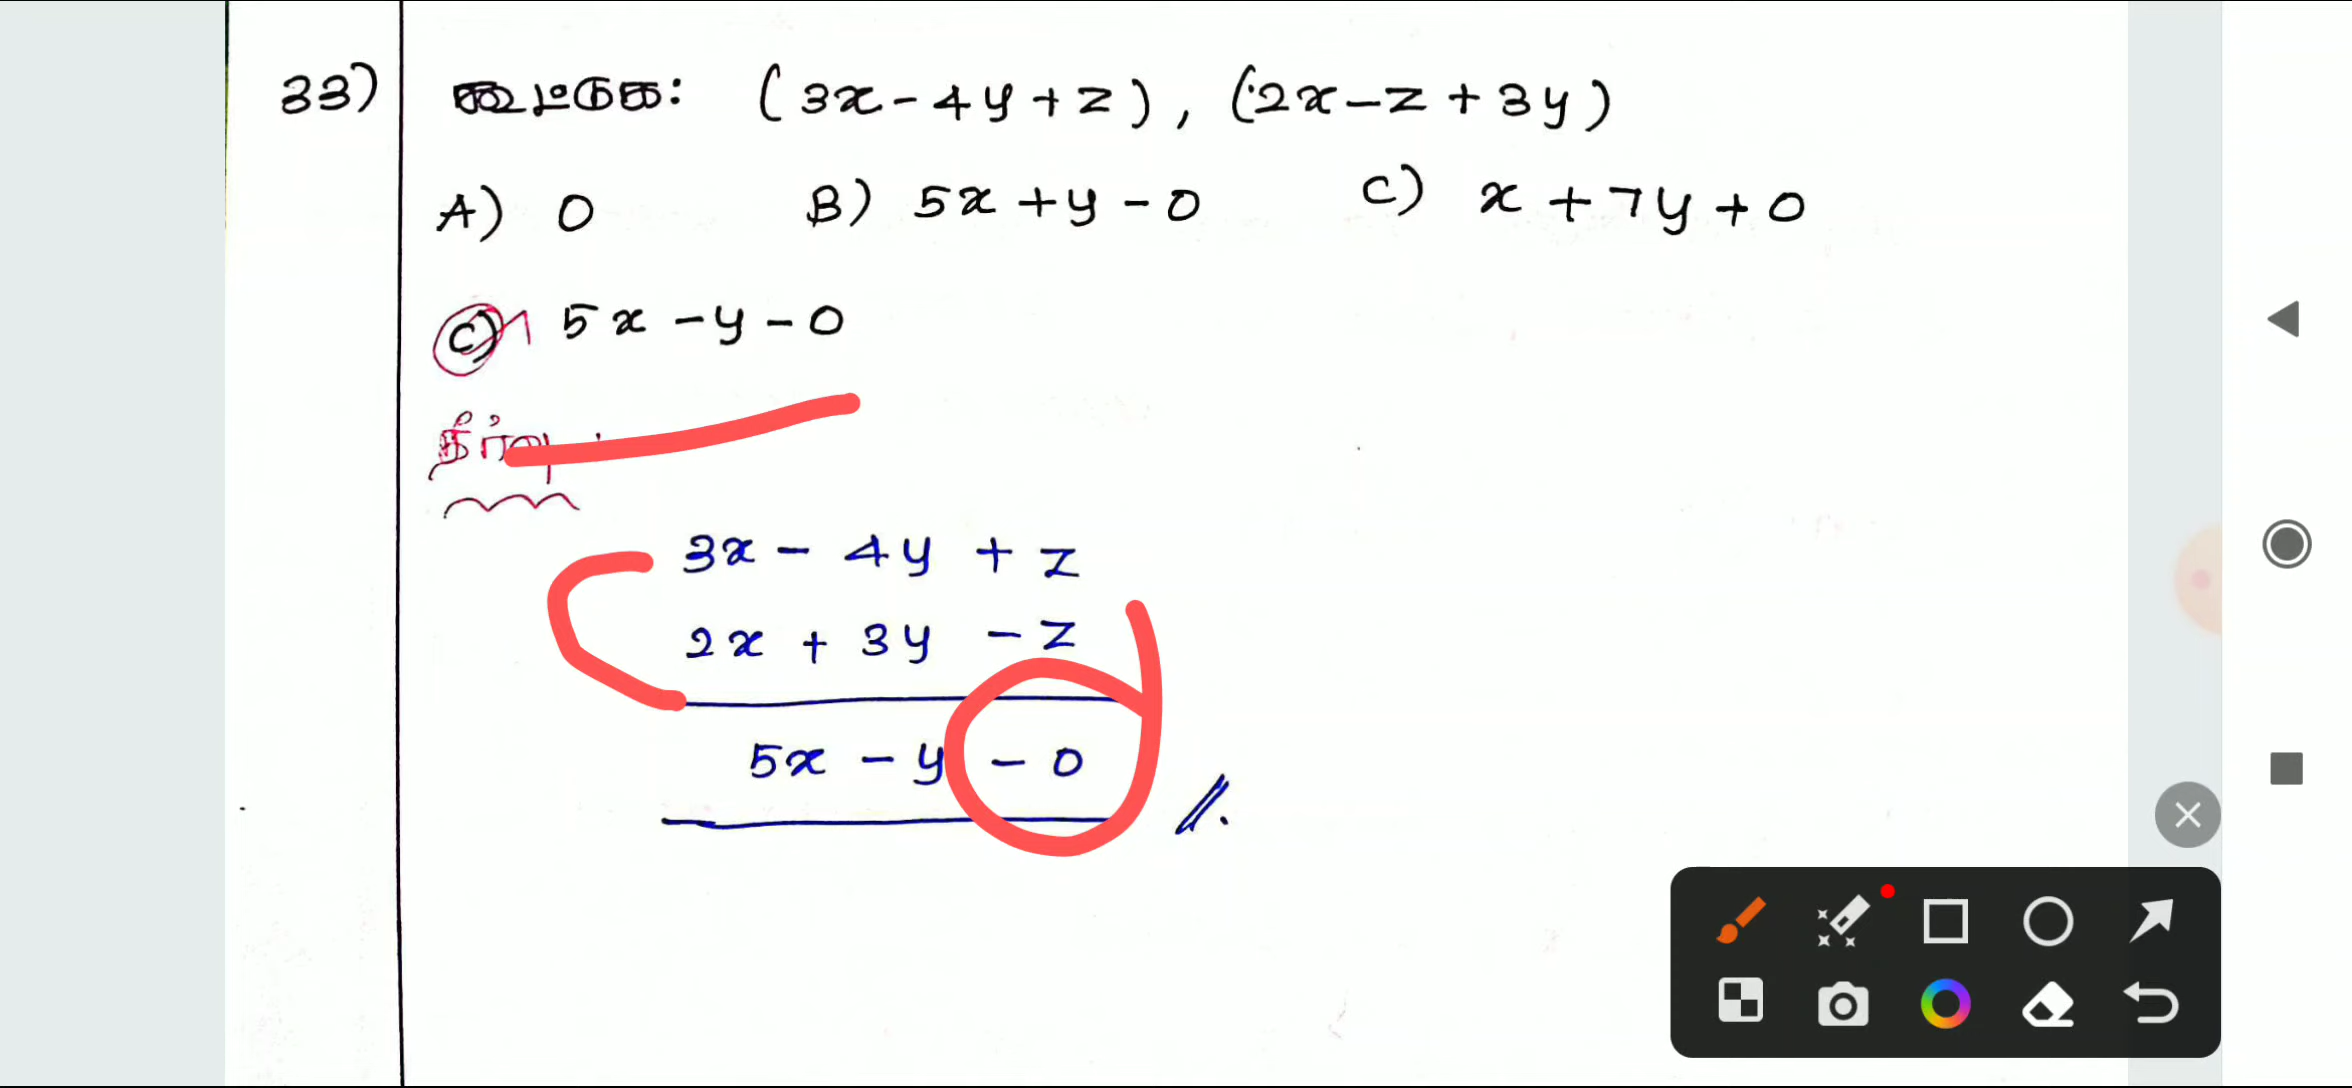 33) கூட்டுக: (3x - 4y + z), (2x - z + 3y)
A) 0 B) 5x + y - 0 C) x + 7y + 0
C) 5x - y - 0
தீர்வு :
3x - 4y + z
2x + 3y - z
5x - y - 0